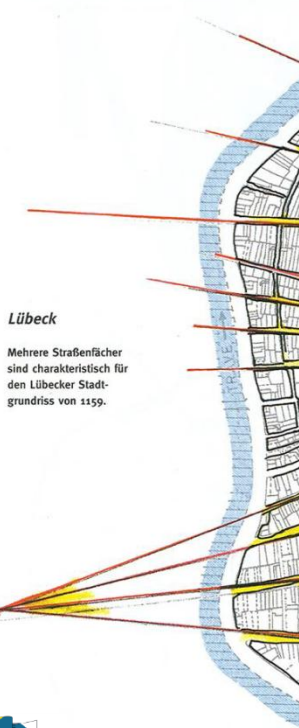 Lübeck
Mehrere Straßenfächer
sind charakteristisch für
den Lübecker Stadt-
grundriss von 1159.
TRAVE